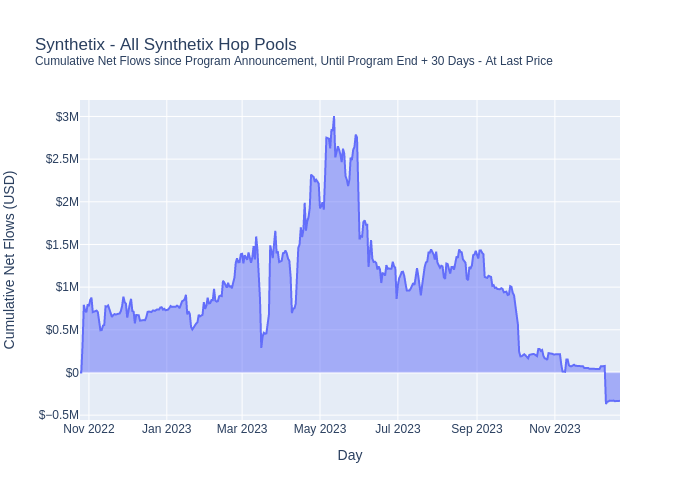 Synthetix - All Synthetix Hop Pools
Cumulative Net Flows since Program Announcement, Until Program End + 30 Days - At Last Price
Cumulative Net Flows (USD)
$3M
$2.5M
$2M
$1.5M
$1M
$0.5M
$0
$−0.5M
Nov 2022
Jan 2023
Mar 2023
May 2023
Jul 2023
Sep 2023
Nov 2023
Day